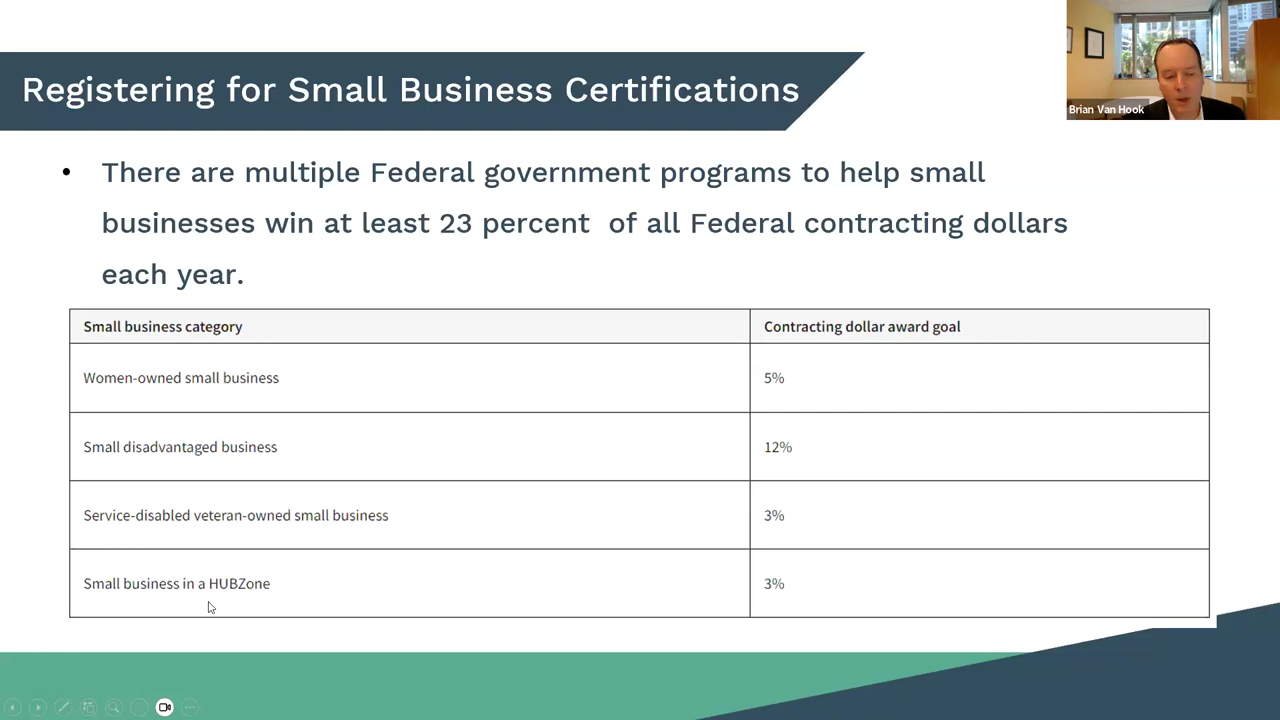 Registering for Small Business Certifications
Brian Van Hook
• There are multiple Federal government programs to help small
businesses win at least 23 percent of all Federal contracting dollars
each year.
Small business category
Contracting dollar award goal
Women-owned small business
5%
Small disadvantaged business
12%
Service-disabled veteran-owned small business
3%
Small business in a HUBZone
3%